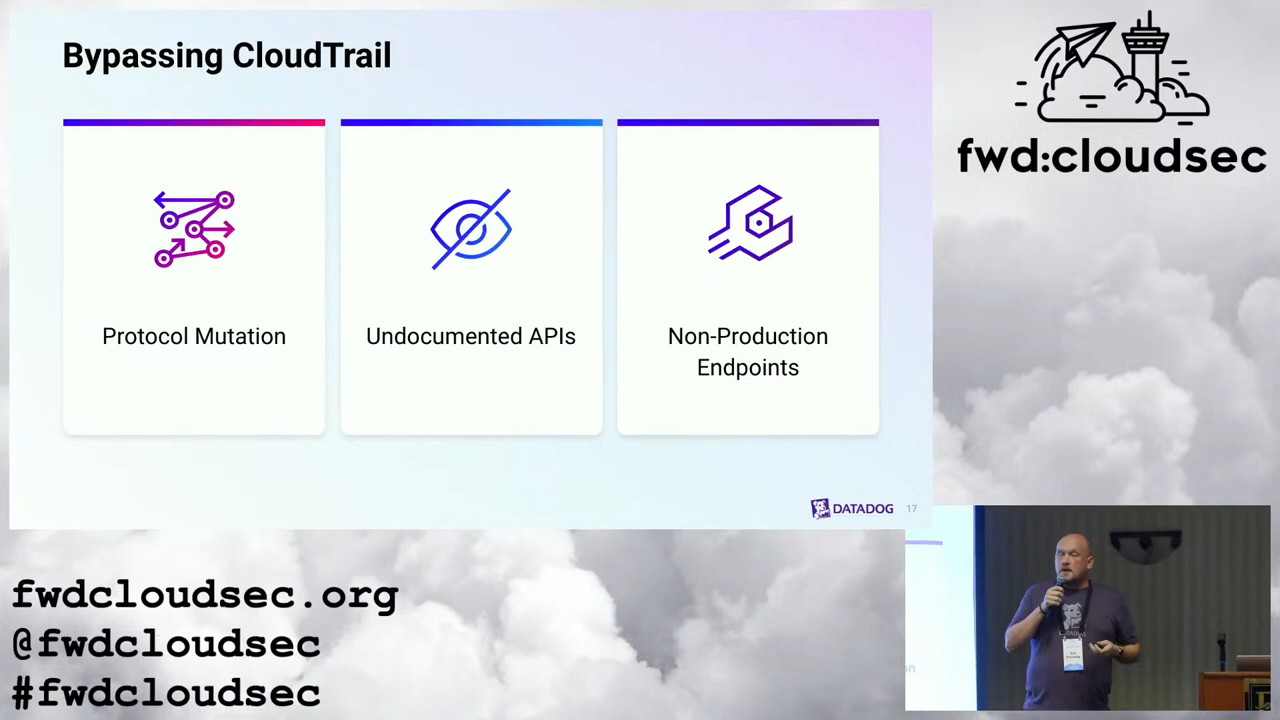 Bypassing CloudTrail
Protocol Mutation
Undocumented APIs
Non-Production
Endpoints
DATADOG
17
fwd:cloudsec
fwdcloudsec.org
@fwdcloudsec
#fwdcloudsec